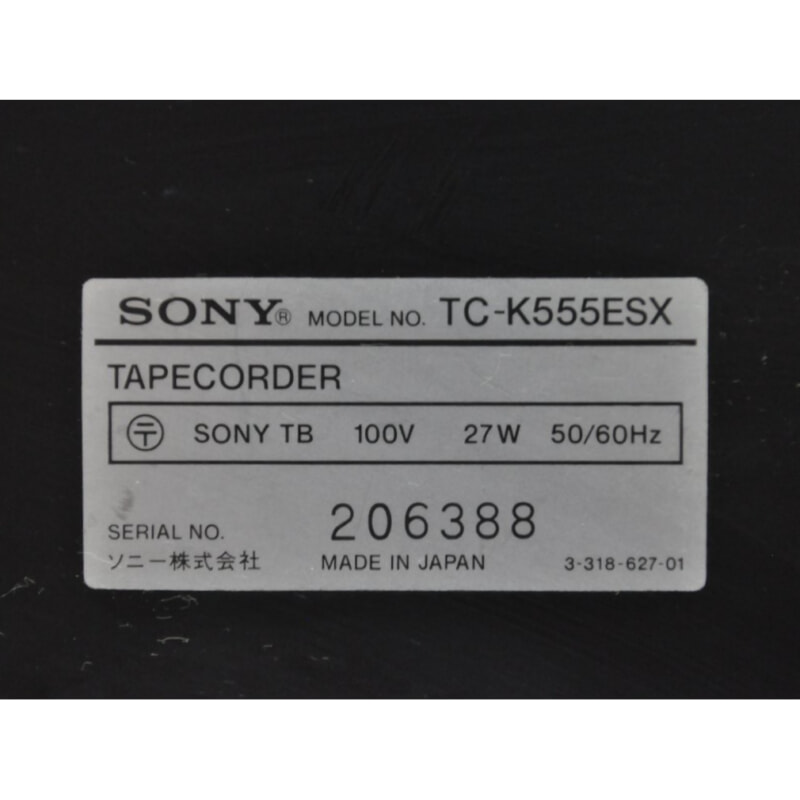 SONY® MODEL NO. TC-K555ESX
TAPECORDER
〶 SONY TB 100V 27W 50/60Hz
SERIAL NO. 206388
ソニー株式会社 MADE IN JAPAN 3-318-627-01